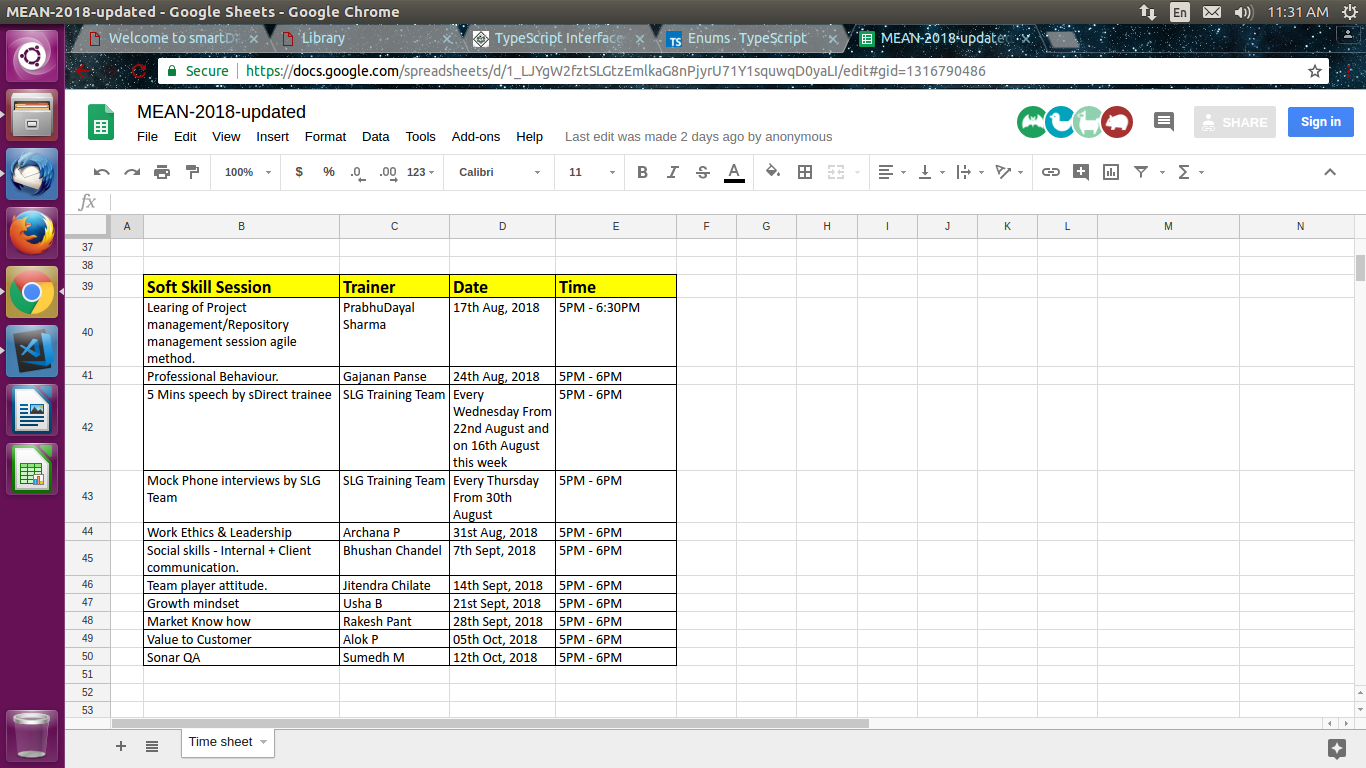 MEAN-2018-updated - Google Sheets - Google Chrome
En
11:31 AM
Welcome to smartD
Library
TypeScript Interface
Enums · TypeScript
MEAN-2018-update
Secure
https://docs.google.com/spreadsheets/d/1_LJYgW2fztSLGtzEmlkaG8nPjyrU71Y1squwqD0yaLI/edit#gid=1316790486
MEAN-2018-updated
File Edit View Insert Format Data Tools Add-ons Help Last edit was made 2 days ago by anonymous
SHARE
Sign in
100% $ % .0 .00 123 Calibri 11 B I S A
fx
A B C D E F G H I J K L M N
37
38
39 Soft Skill Session Trainer Date Time
40 Learing of Project management/Repository management session agile method. PrabhuDayal Sharma 17th Aug, 2018 5PM - 6:30PM
41 Professional Behaviour. Gajanan Panse 24th Aug, 2018 5PM - 6PM
42 5 Mins speech by sDirect trainee SLG Training Team Every Wednesday From 22nd August and on 16th August this week 5PM - 6PM
43 Mock Phone interviews by SLG Team SLG Training Team Every Thursday From 30th August 5PM - 6PM
44 Work Ethics & Leadership Archana P 31st Aug, 2018 5PM - 6PM
45 Social skills - Internal + Client communication. Bhushan Chandel 7th Sept, 2018 5PM - 6PM
46 Team player attitude. Jitendra Chilate 14th Sept, 2018 5PM - 6PM
47 Growth mindset Usha B 21st Sept, 2018 5PM - 6PM
48 Market Know how Rakesh Pant 28th Sept, 2018 5PM - 6PM
49 Value to Customer Alok P 05th Oct, 2018 5PM - 6PM
50 Sonar QA Sumedh M 12th Oct, 2018 5PM - 6PM
51
52
53
Time sheet